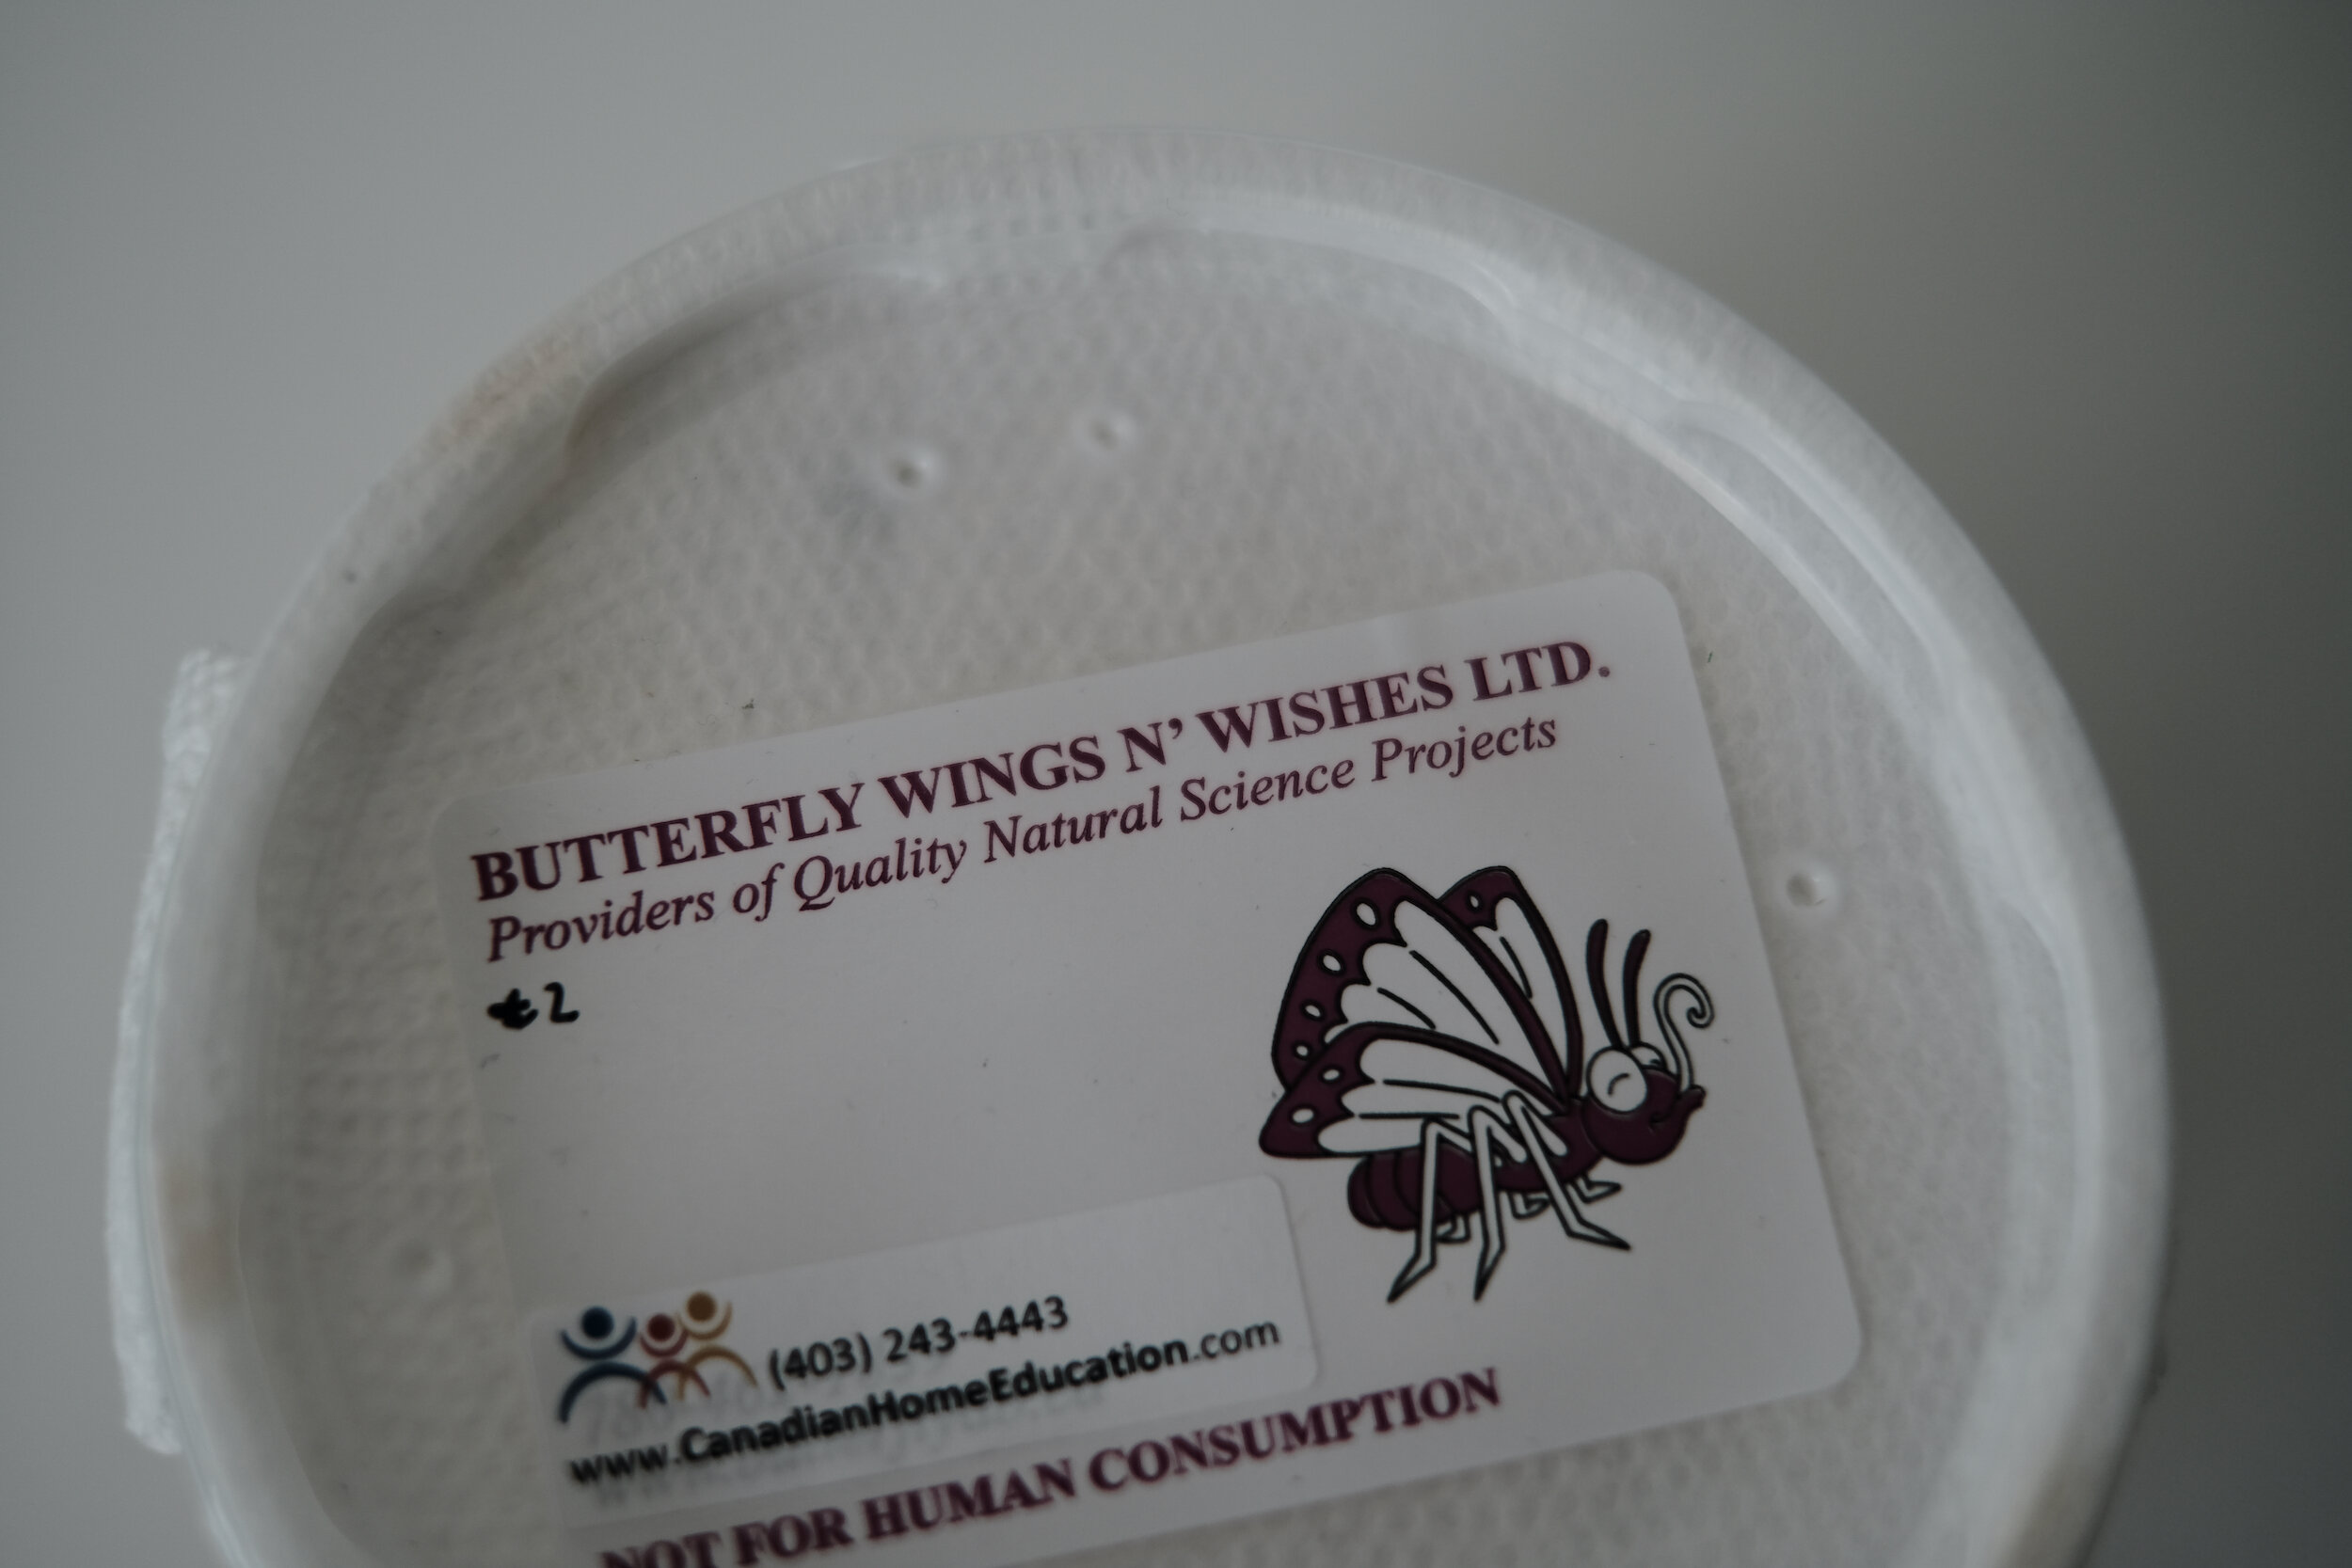 BUTTERFLY WINGS N' WISHES LTD.
Providers of Quality Natural Science Projects
2
(403) 243-4443
www.CanadianHomeEducation.com
NOT FOR HUMAN CONSUMPTION